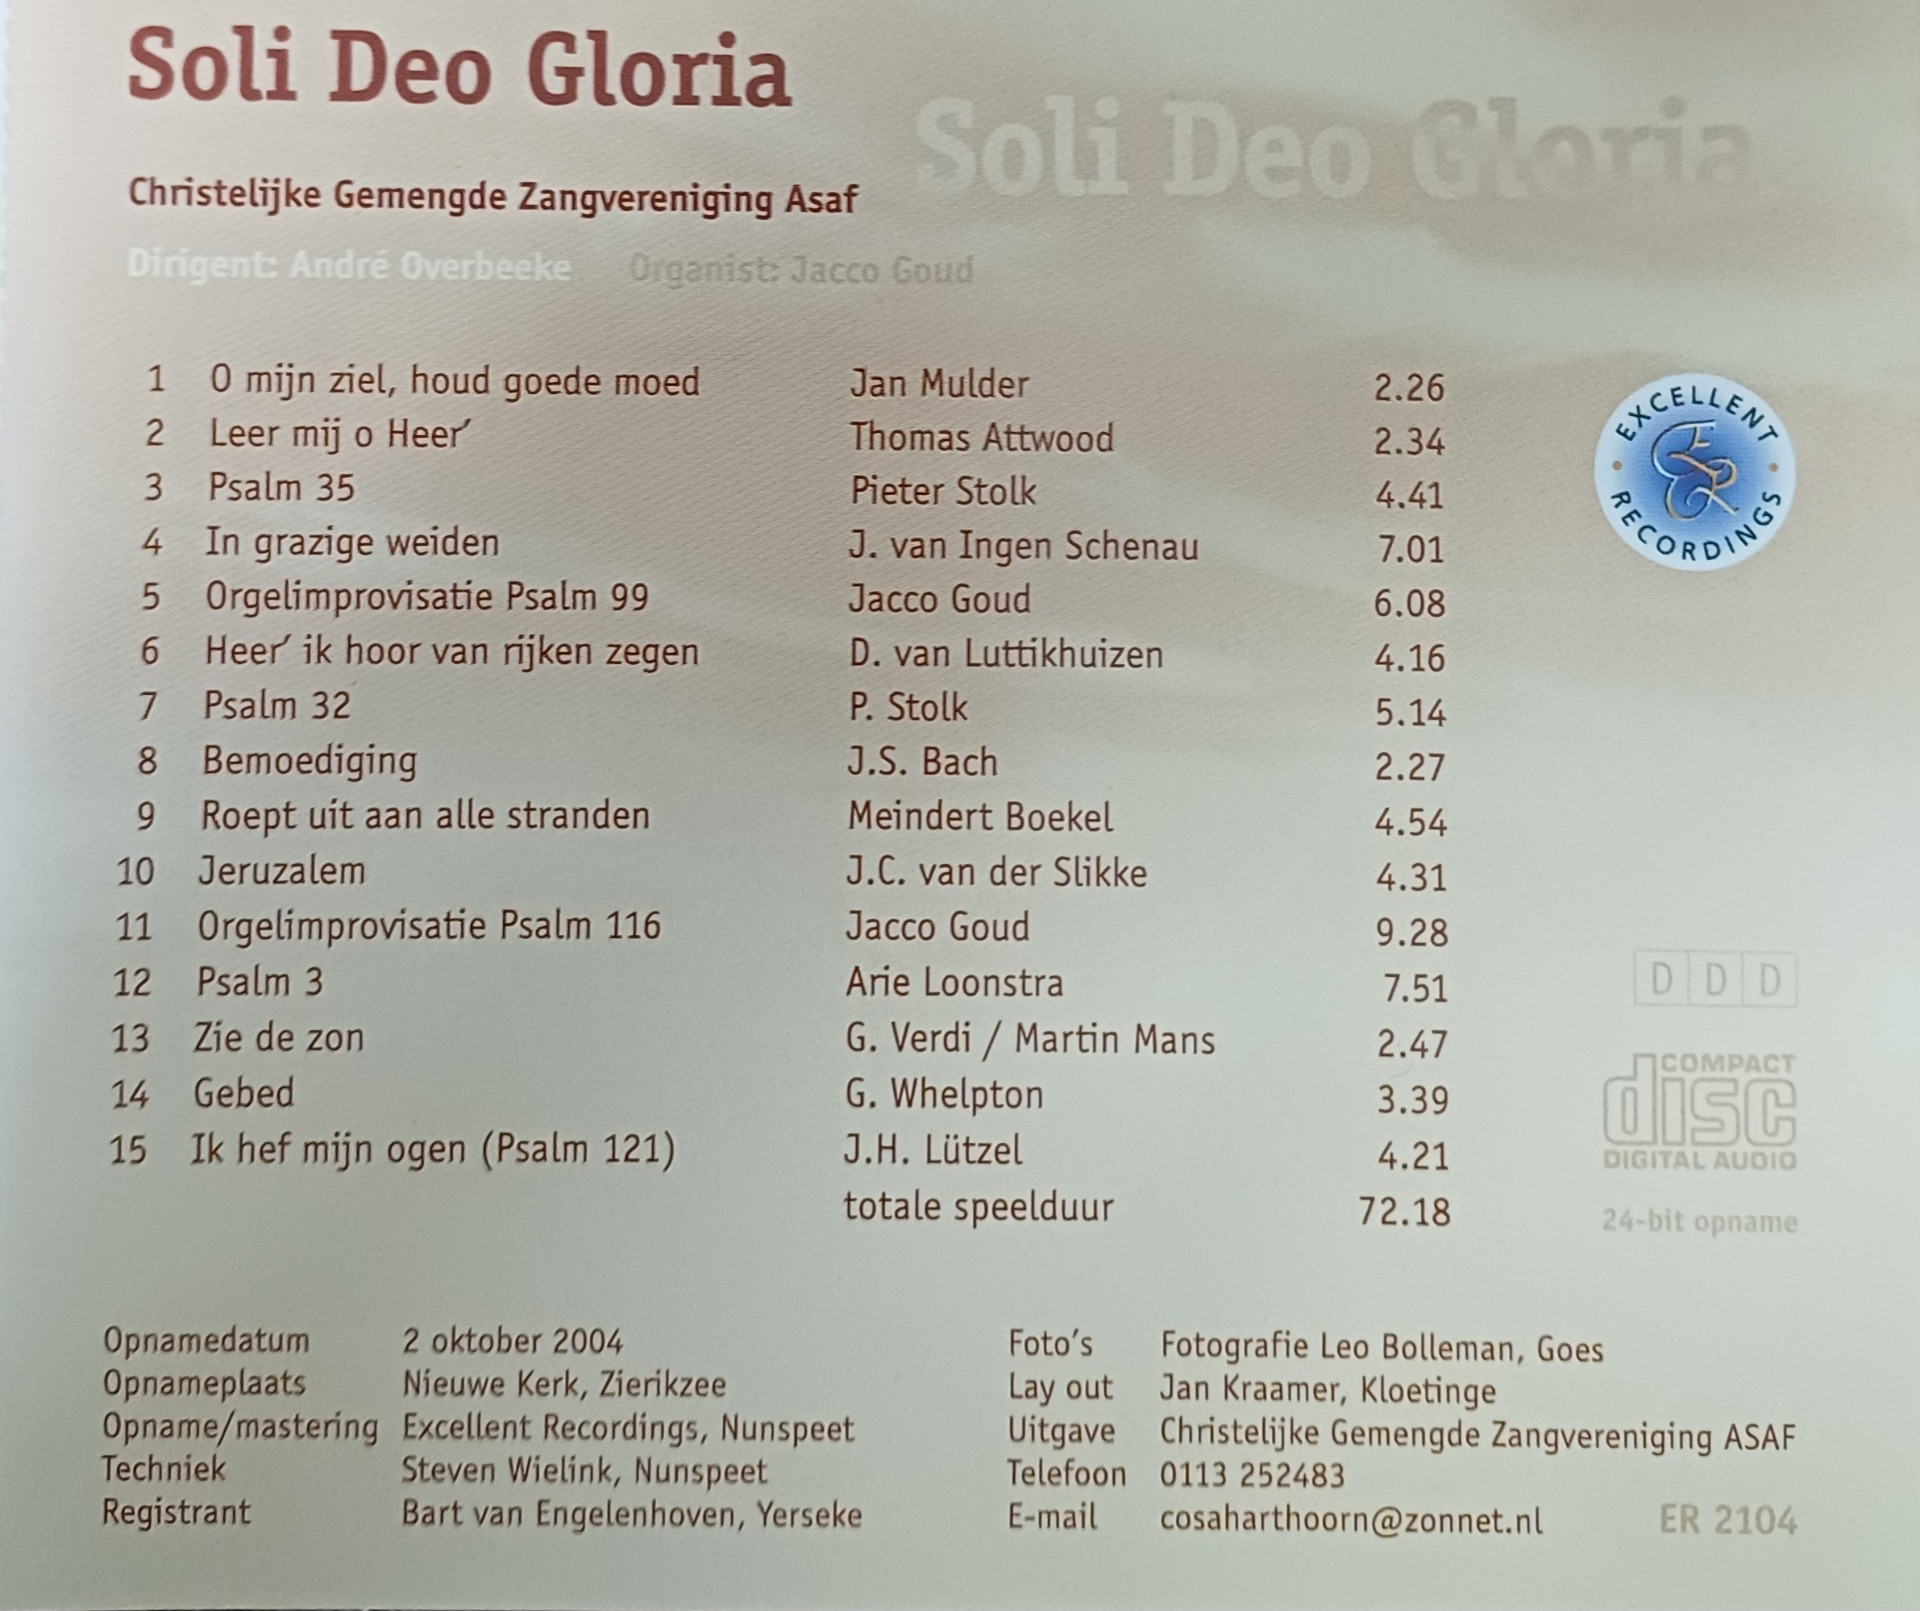 Soli Deo Gloria
Soli Deo Gloria
Christelijke Gemengde Zangvereniging Asaf
Dirigent: André Overbeeke Organist: Jacco Goud
1 O mijn ziel, houd goede moed Jan Mulder 2.26
2 Leer mij o Heer' Thomas Attwood 2.34
3 Psalm 35 Pieter Stolk 4.41
4 In grazige weiden J. van Ingen Schenau 7.01
5 Orgelimprovisatie Psalm 99 Jacco Goud 6.08
6 Heer' ik hoor van rijken zegen D. van Luttikhuizen 4.16
7 Psalm 32 P. Stolk 5.14
8 Bemoediging J.S. Bach 2.27
9 Roept uit aan alle stranden Meindert Boekel 4.54
10 Jeruzalem J.C. van der Slikke 4.31
11 Orgelimprovisatie Psalm 116 Jacco Goud 9.28
12 Psalm 3 Arie Loonstra 7.51
13 Zie de zon G. Verdi / Martin Mans 2.47
14 Gebed G. Whelpton 3.39
15 Ik hef mijn ogen (Psalm 121) J.H. Lützel 4.21
totale speelduur 72.18
EXCELLENT
ER
RECORDINGS
D D D
COMPACT
disc
DIGITAL AUDIO
24-bit opname
Opnamedatum 2 oktober 2004
Opnameplaats Nieuwe Kerk, Zierikzee
Opname/mastering Excellent Recordings, Nunspeet
Techniek Steven Wielink, Nunspeet
Registrant Bart van Engelenhoven, Yerseke
Foto's Fotografie Leo Bolleman, Goes
Lay out Jan Kraamer, Kloetinge
Uitgave Christelijke Gemengde Zangvereniging ASAF
Telefoon 0113 252483
E-mail cosaharthoorn@zonnet.nl
ER 2104